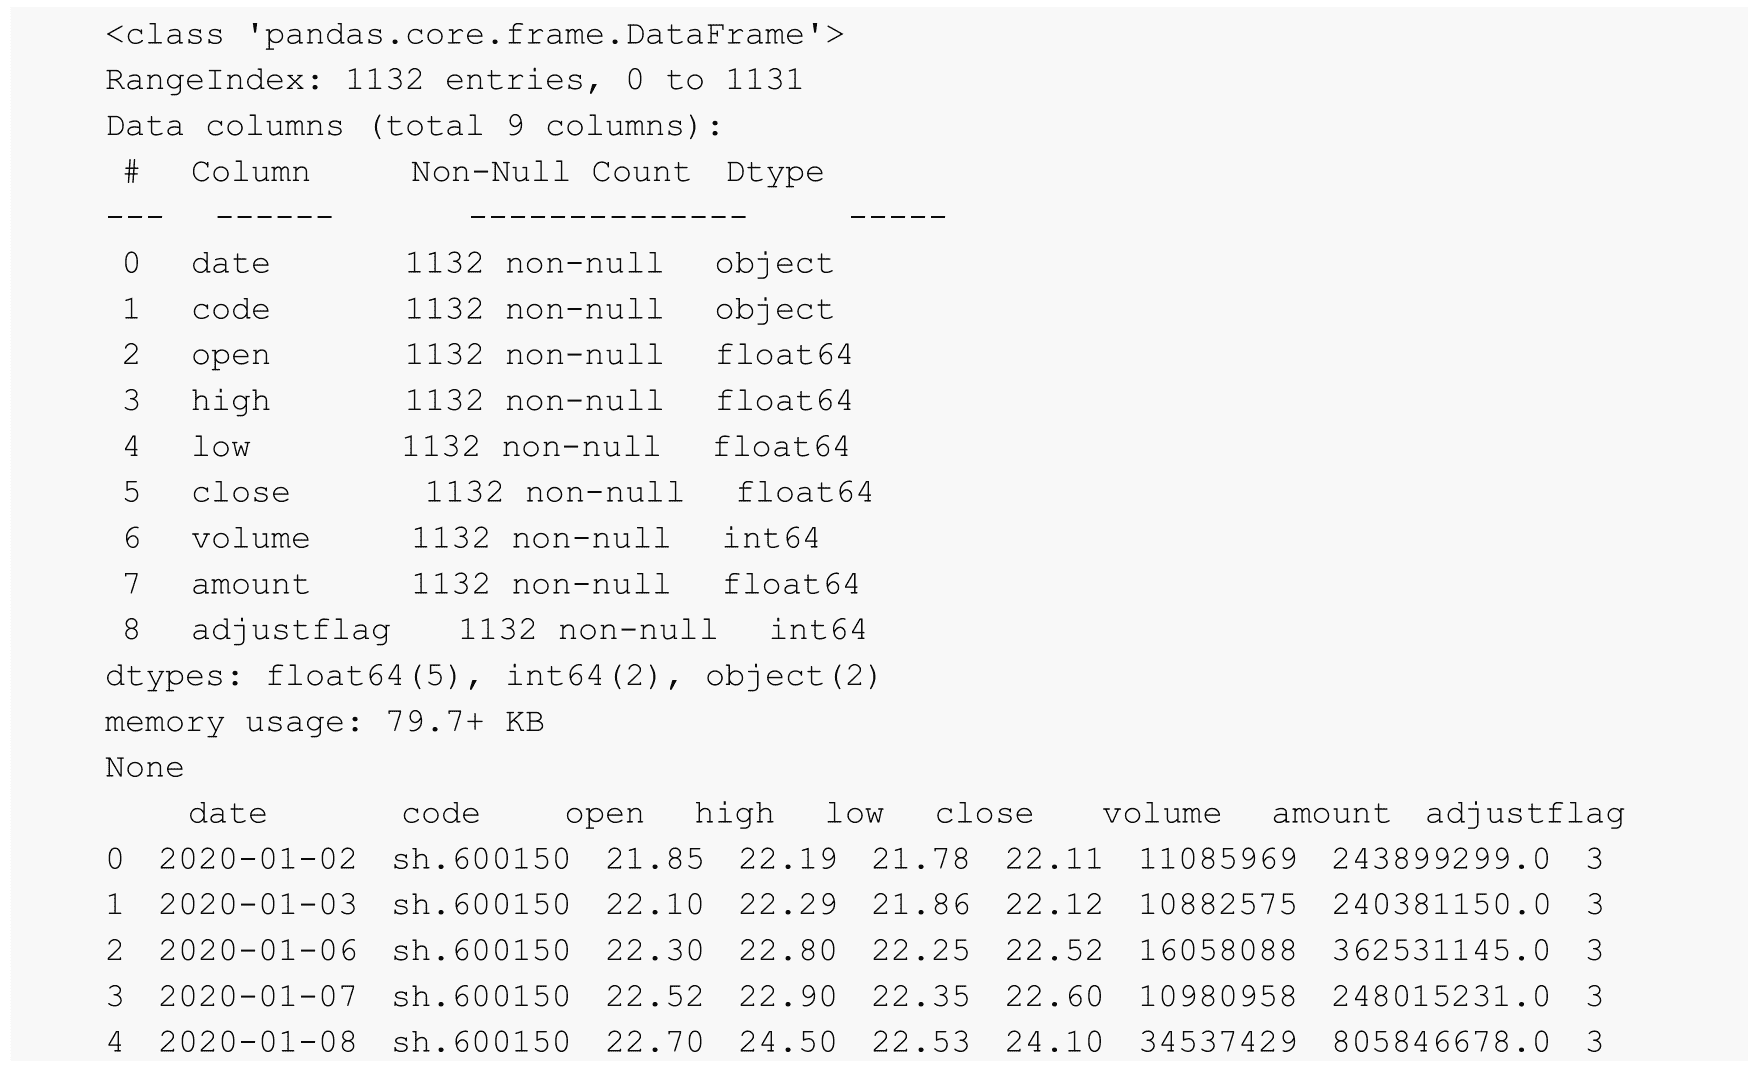 <class 'pandas.core.frame.DataFrame'>
RangeIndex: 1132 entries, 0 to 1131
Data columns (total 9 columns):
 #   Column     Non-Null Count  Dtype
---  ------     --------------  -----
 0   date       1132 non-null   object
 1   code       1132 non-null   object
 2   open       1132 non-null   float64
 3   high       1132 non-null   float64
 4   low        1132 non-null   float64
 5   close      1132 non-null   float64
 6   volume     1132 non-null   int64
 7   amount     1132 non-null   float64
 8   adjustflag   1132 non-null   int64
dtypes: float64(5), int64(2), object(2)
memory usage: 79.7+ KB
None
    date       code    open   high   low   close    volume   amount  adjustflag
0  2020-01-02  sh.600150  21.85  22.19  21.78  22.11  11085969  243899299.0  3
1  2020-01-03  sh.600150  22.10  22.29  21.86  22.12  10882575  240381150.0  3
2  2020-01-06  sh.600150  22.30  22.80  22.25  22.52  16058088  362531145.0  3
3  2020-01-07  sh.600150  22.52  22.90  22.35  22.60  10980958  248015231.0  3
4  2020-01-08  sh.600150  22.70  24.50  22.53  24.10  34537429  805846678.0  3